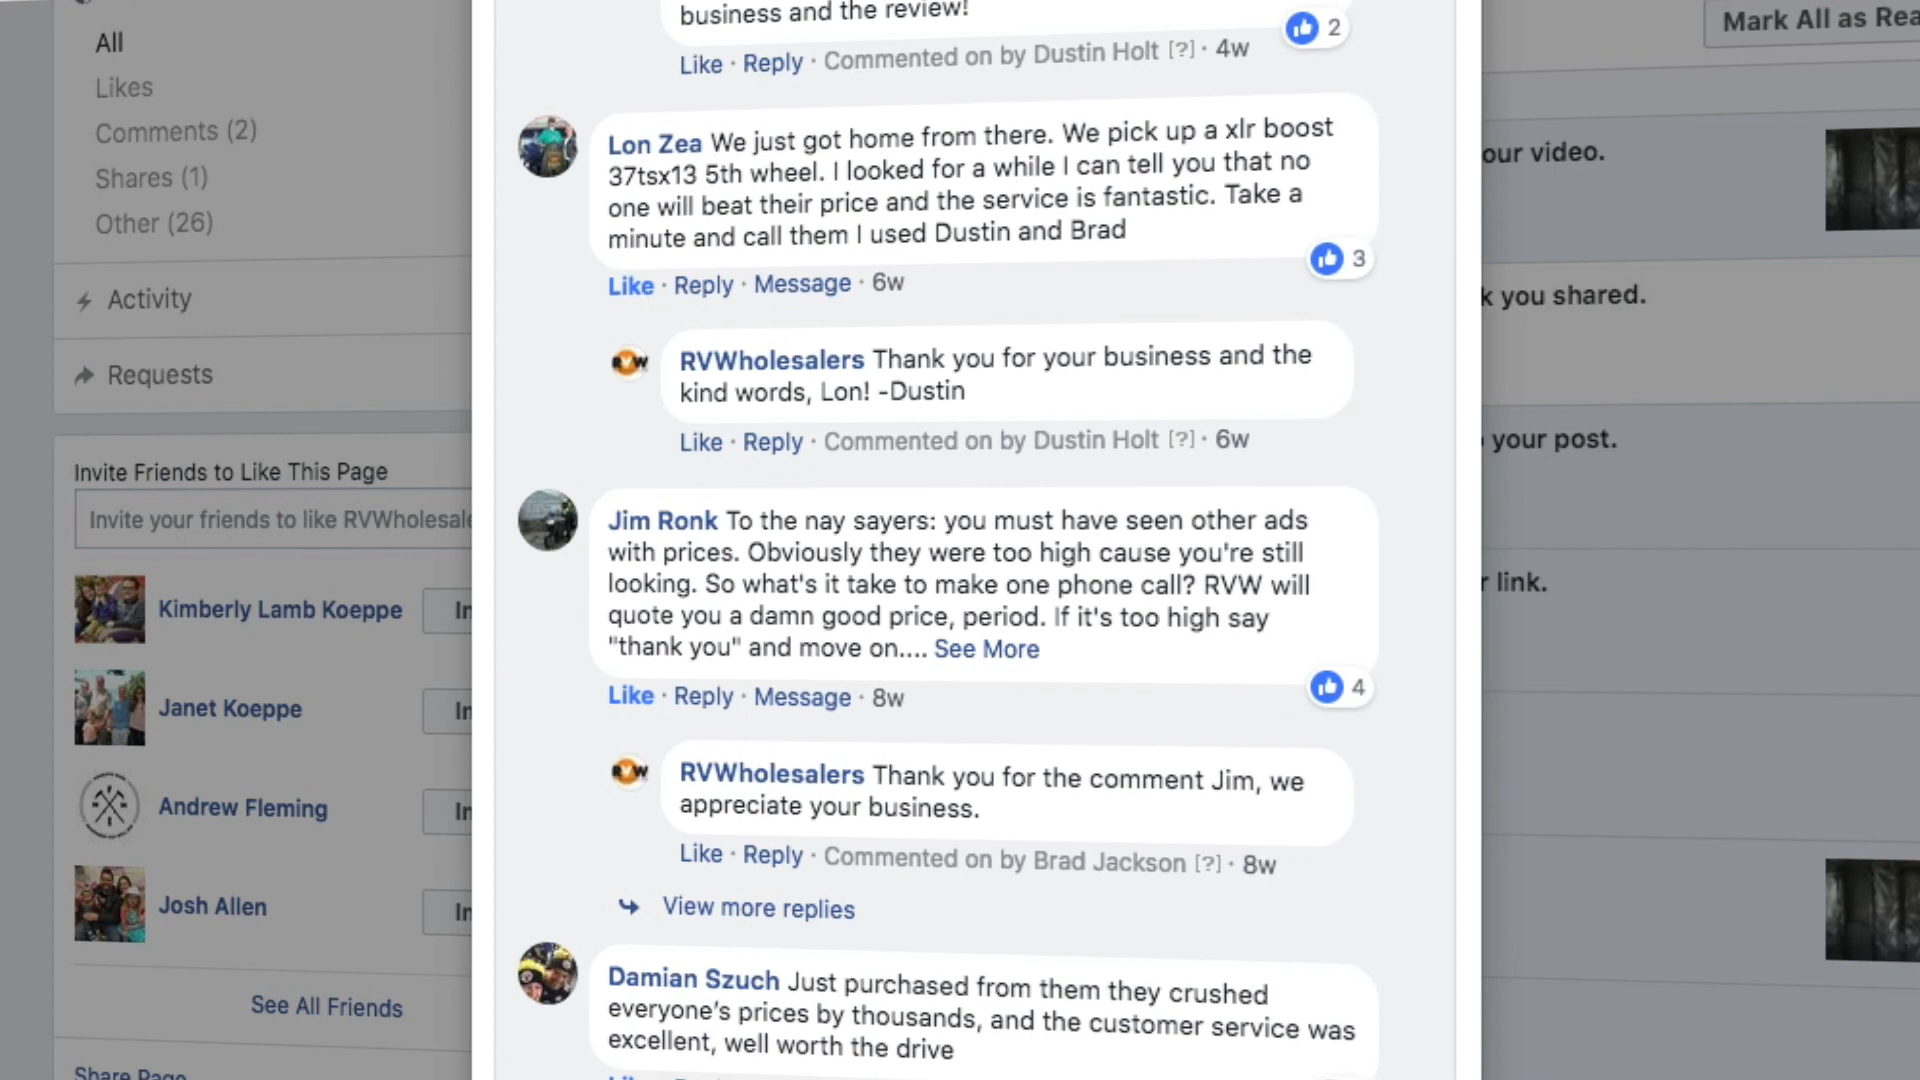 business and the review!
2
Like · Reply · Commented on by Dustin Holt [?] · 4w
Lon Zea We just got home from there. We pick up a xlr boost
37tsx13 5th wheel. I looked for a while I can tell you that no
one will beat their price and the service is fantastic. Take a
minute and call them I used Dustin and Brad
3
Like · Reply · Message · 6w
RVW
RVWholesalers Thank you for your business and the
kind words, Lon! -Dustin
Like · Reply · Commented on by Dustin Holt [?] · 6w
Jim Ronk To the nay sayers: you must have seen other ads
with prices. Obviously they were too high cause you're still
looking. So what's it take to make one phone call? RVW will
quote you a damn good price, period. If it's too high say
"thank you" and move on.... See More
4
Like · Reply · Message · 8w
RVW
RVWholesalers Thank you for the comment Jim, we
appreciate your business.
Like · Reply · Commented on by Brad Jackson [?] · 8w
View more replies
Damian Szuch Just purchased from them they crushed
everyone's prices by thousands, and the customer service was
excellent, well worth the drive
All
Likes
Comments (2)
Shares (1)
Other (26)
Activity
Requests
Invite Friends to Like This Page
Invite your friends to like RVWholesale
Kimberly Lamb Koeppe
In
Janet Koeppe
In
Andrew Fleming
In
Josh Allen
In
See All Friends
Share Page
Mark All as Rea
our video.
k you shared.
your post.
link.